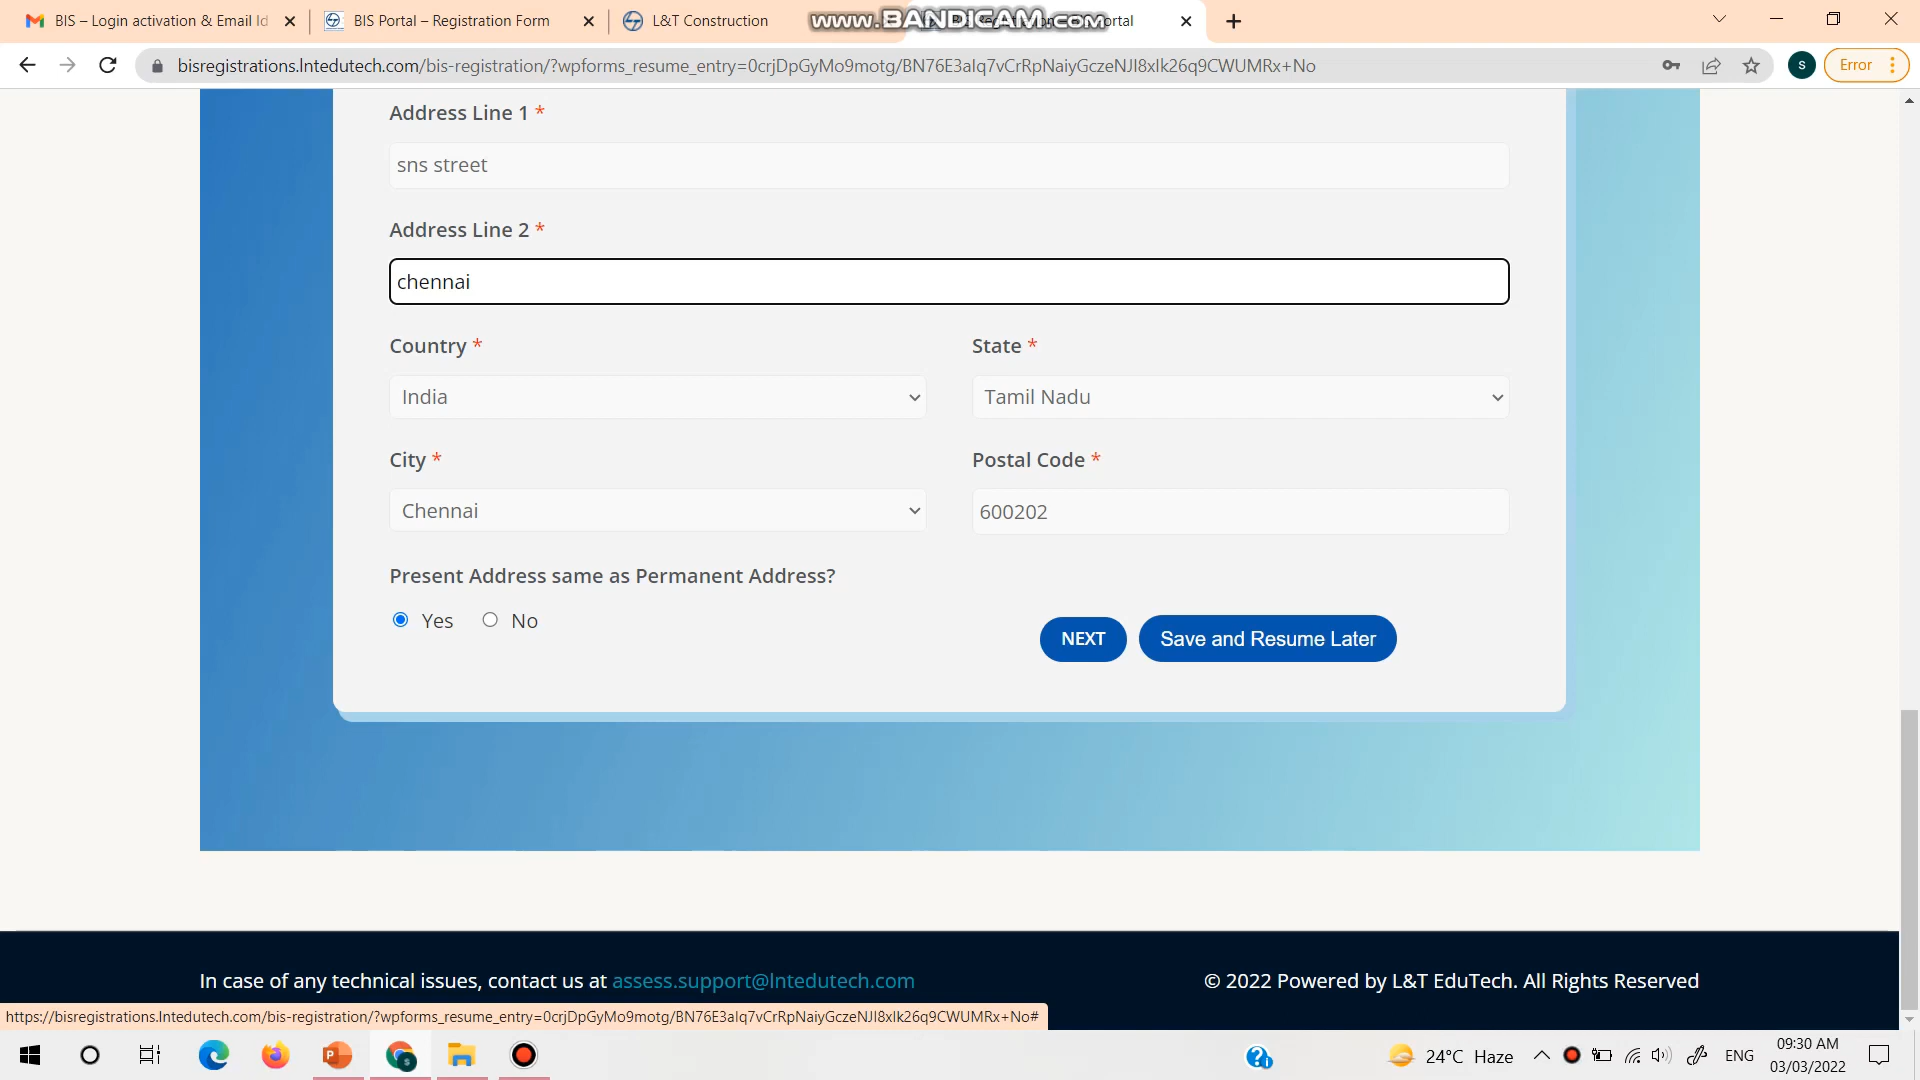 BIS – Login activation & Email Id
BIS Portal – Registration Form
L&T Construction
www.BANDICAM.com
bisregistrations.lntedutech.com/bis-registration/?wpforms_resume_entry=0crjDpGyMo9motg/BN76E3alq7vCrRpNaiyGczeNJI8xIk26q9CWUMRx+No
S
Error
Address Line 1 *
sns street
Address Line 2 *
chennai
Country *
State *
India
Tamil Nadu
City *
Postal Code *
Chennai
600202
Present Address same as Permanent Address?
Yes
No
NEXT
Save and Resume Later
In case of any technical issues, contact us at assess.support@lntedutech.com
© 2022 Powered by L&T EduTech. All Rights Reserved
https://bisregistrations.lntedutech.com/bis-registration/?wpforms_resume_entry=0crjDpGyMo9motg/BN76E3alq7vCrRpNaiyGczeNJI8xIk26q9CWUMRx+No#
24°C Haze
ENG
09:30 AM
03/03/2022